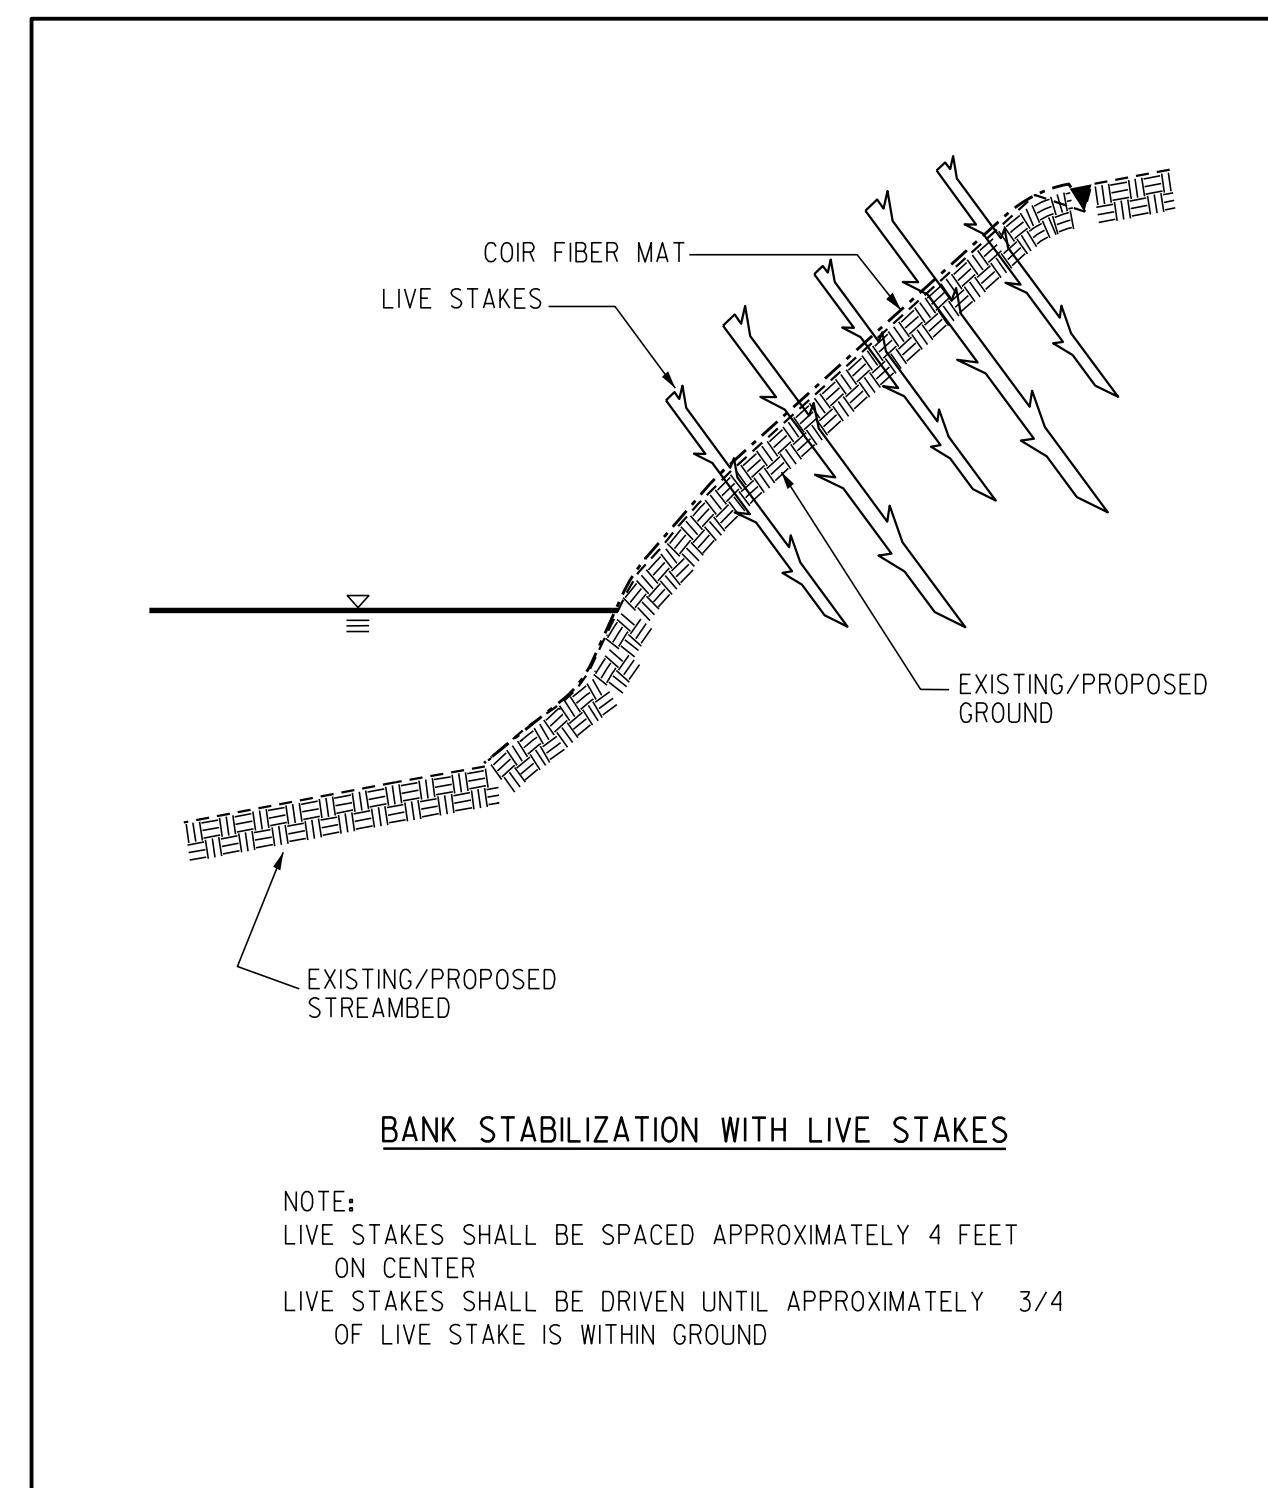 COIR FIBER MAT
LIVE STAKES
EXISTING/PROPOSED
GROUND
EXISTING/PROPOSED
STREAMBED
BANK STABILIZATION WITH LIVE STAKES
NOTE:
LIVE STAKES SHALL BE SPACED APPROXIMATELY 4 FEET
ON CENTER
LIVE STAKES SHALL BE DRIVEN UNTIL APPROXIMATELY 3/4
OF LIVE STAKE IS WITHIN GROUND